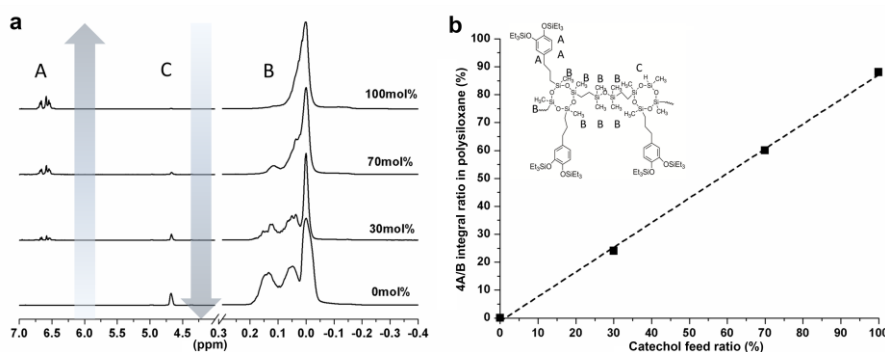 a
A
C
B
100mol%
70mol%
30mol%
0mol%
7.0 6.5 6.0 5.5 5.0 4.5 0.3 0.2 0.1 0.0 -0.1 -0.2 -0.3 -0.4
(ppm)
b
100
90
80
70
60
50
40
30
20
10
0
4A/B integral ratio in polysiloxane (%)
0 10 20 30 40 50 60 70 80 90 100
Catechol feed ratio (%)
OSiEt₃
Et₃SiO
A
A
A
C
B B B B B
B
B B B
Et₃SiO
OSiEt₃
Et₃SiO
OSiEt₃